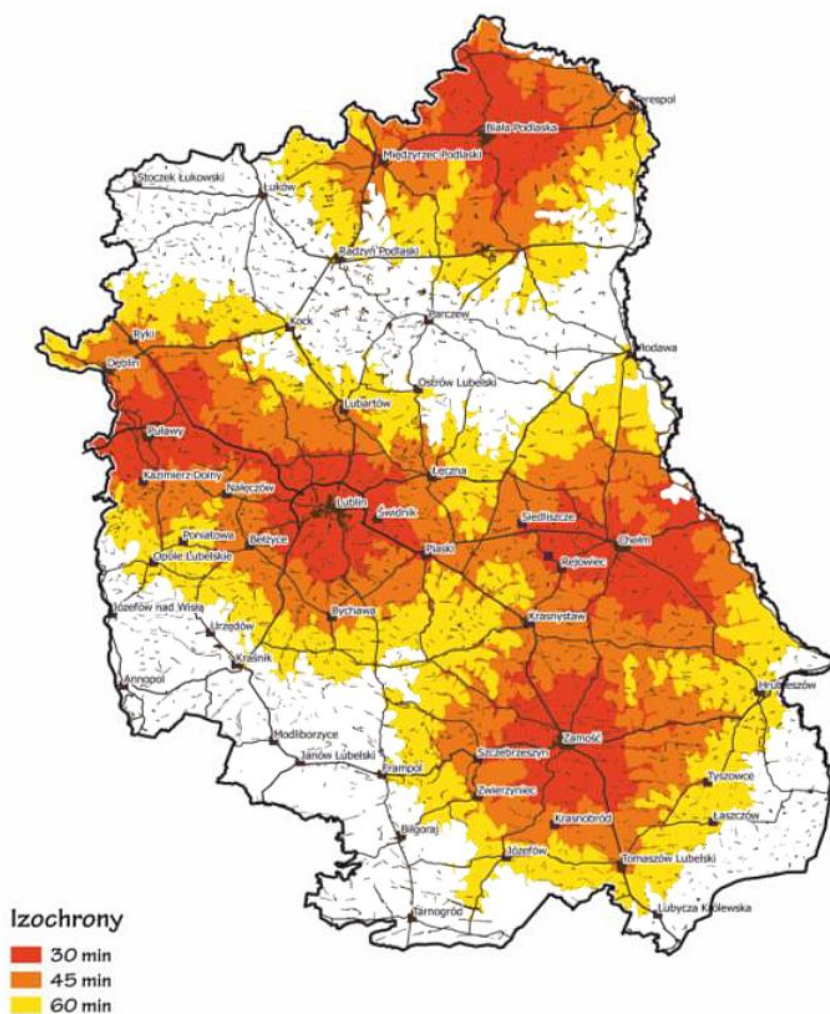 Terespol
Biała Podlaska
Międzyrzec Podlaski
Stoczek Łukowski
Łuków
Radzyń Podlaski
Kock
Parczew
Ryki
Włodawa
Dęblin
Ostrów Lubelski
Lubartów
Puławy
Łęczna
Kazimierz Dolny
Nałęczów
Lublin
Świdnik
Siedliszcze
Chełm
Poniatowa
Bełżyce
Piaski
Opole Lubelskie
Rejowiec
Józefów nad Wisłą
Bychawa
Krasnystaw
Urzędów
Kraśnik
Annopol
Hrubieszów
Modliborzyce
Zamość
Janów Lubelski
Szczebrzeszyn
Frampol
Tyszowce
Zwierzyniec
Krasnobród
Łaszczów
Biłgoraj
Józefów
Tomaszów Lubelski
Tarnogród
Lubycza Królewska
Izochrony
30 min
45 min
60 min